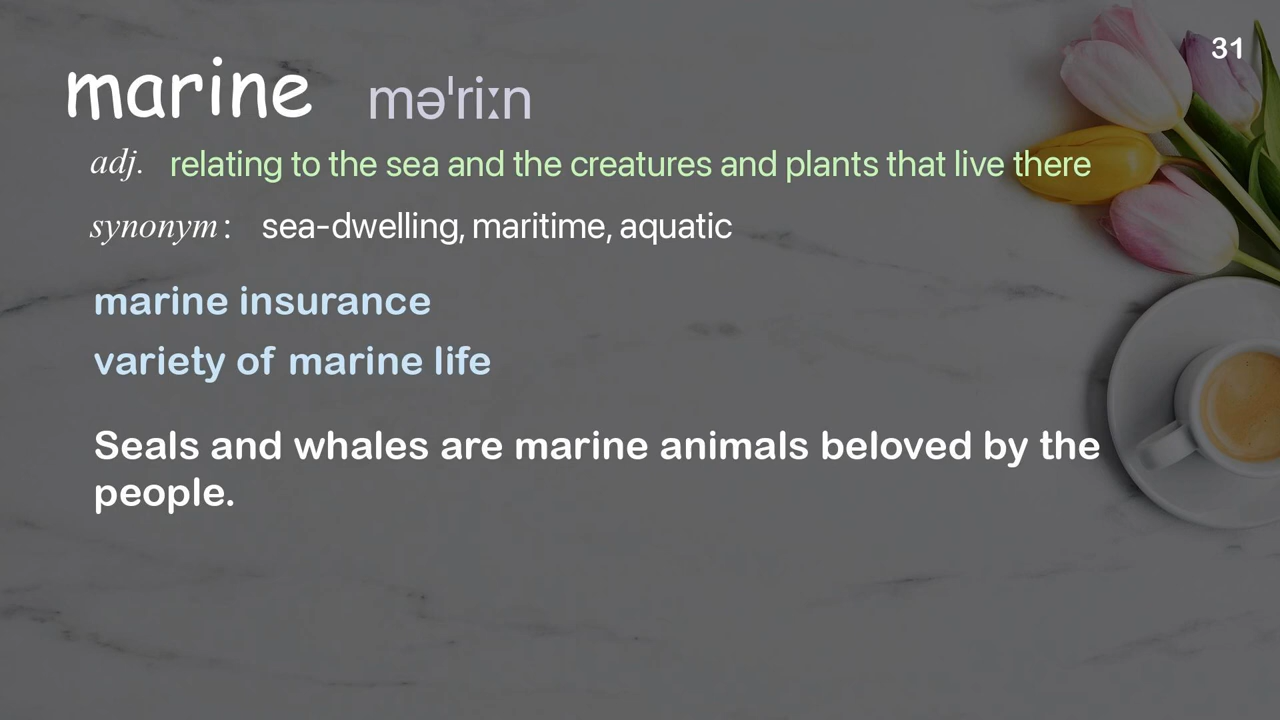 31
marine məˈriːn
adj. relating to the sea and the creatures and plants that live there
synonym: sea-dwelling, maritime, aquatic
marine insurance
variety of marine life
Seals and whales are marine animals beloved by the
people.